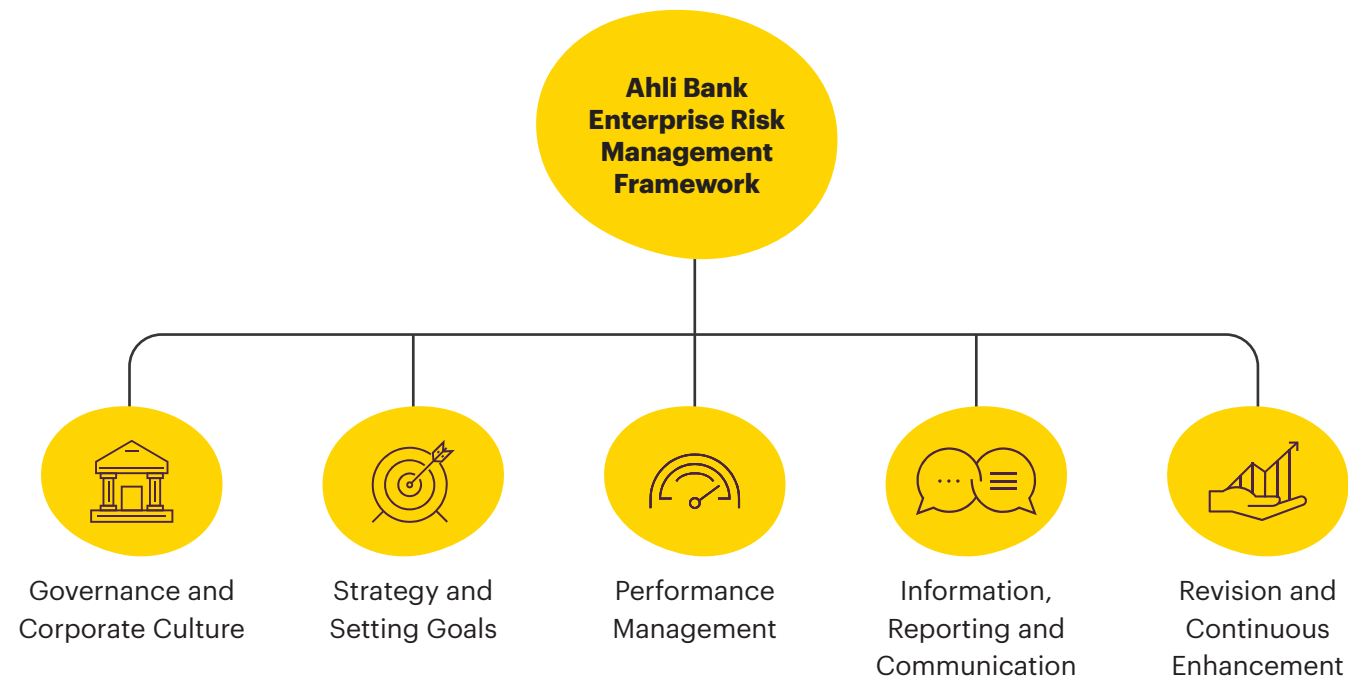 Ahli Bank
Enterprise Risk
Management
Framework
Governance and
Corporate Culture
Strategy and
Setting Goals
Performance
Management
Information,
Reporting and
Communication
Revision and
Continuous
Enhancement